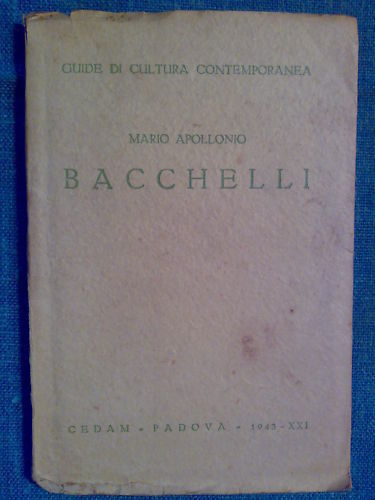 GUIDE DI CULTURA CONTEMPORANEA
MARIO APOLLONIO
BACCHELLI
CEDAM - PADOVA - 1943-XXI